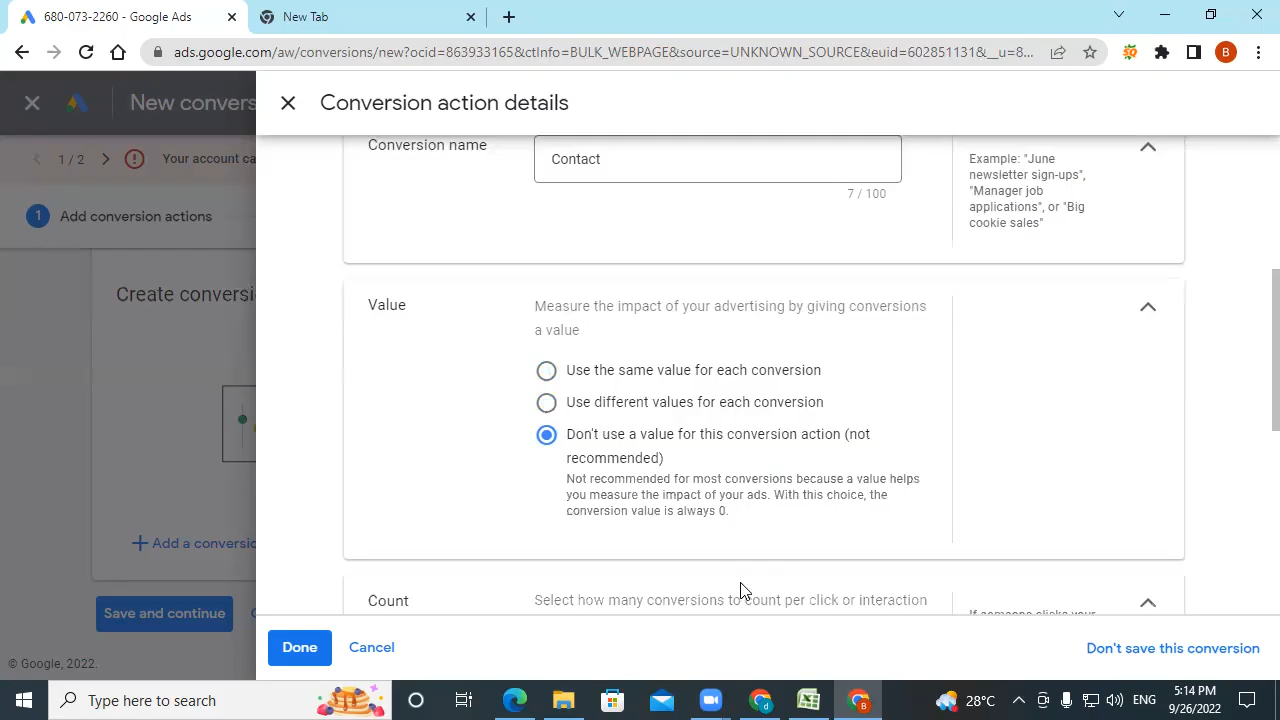 680-073-2260 - Google Ads
New Tab
ads.google.com/aw/conversions/new?ocid=863933165&ctInfo=BULK_WEBPAGE&source=UNKNOWN_SOURCE&euid=602851131&__u=8...
B
New convers
Conversion action details
1 / 2
Your account ca
1
Add conversion actions
Create conversi
Add a conversio
Save and continue
© Google, 2022.
Conversion name
Contact
7 / 100
Example: "June
newsletter sign-ups",
"Manager job
applications", or "Big
cookie sales"
Value
Measure the impact of your advertising by giving conversions
a value
Use the same value for each conversion
Use different values for each conversion
Don't use a value for this conversion action (not
recommended)
Not recommended for most conversions because a value helps
you measure the impact of your ads. With this choice, the
conversion value is always 0.
Count
Select how many conversions to count per click or interaction
If someone clicks your
Done
Cancel
Don't save this conversion
Type here to search
28°C
ENG
5:14 PM
9/26/2022